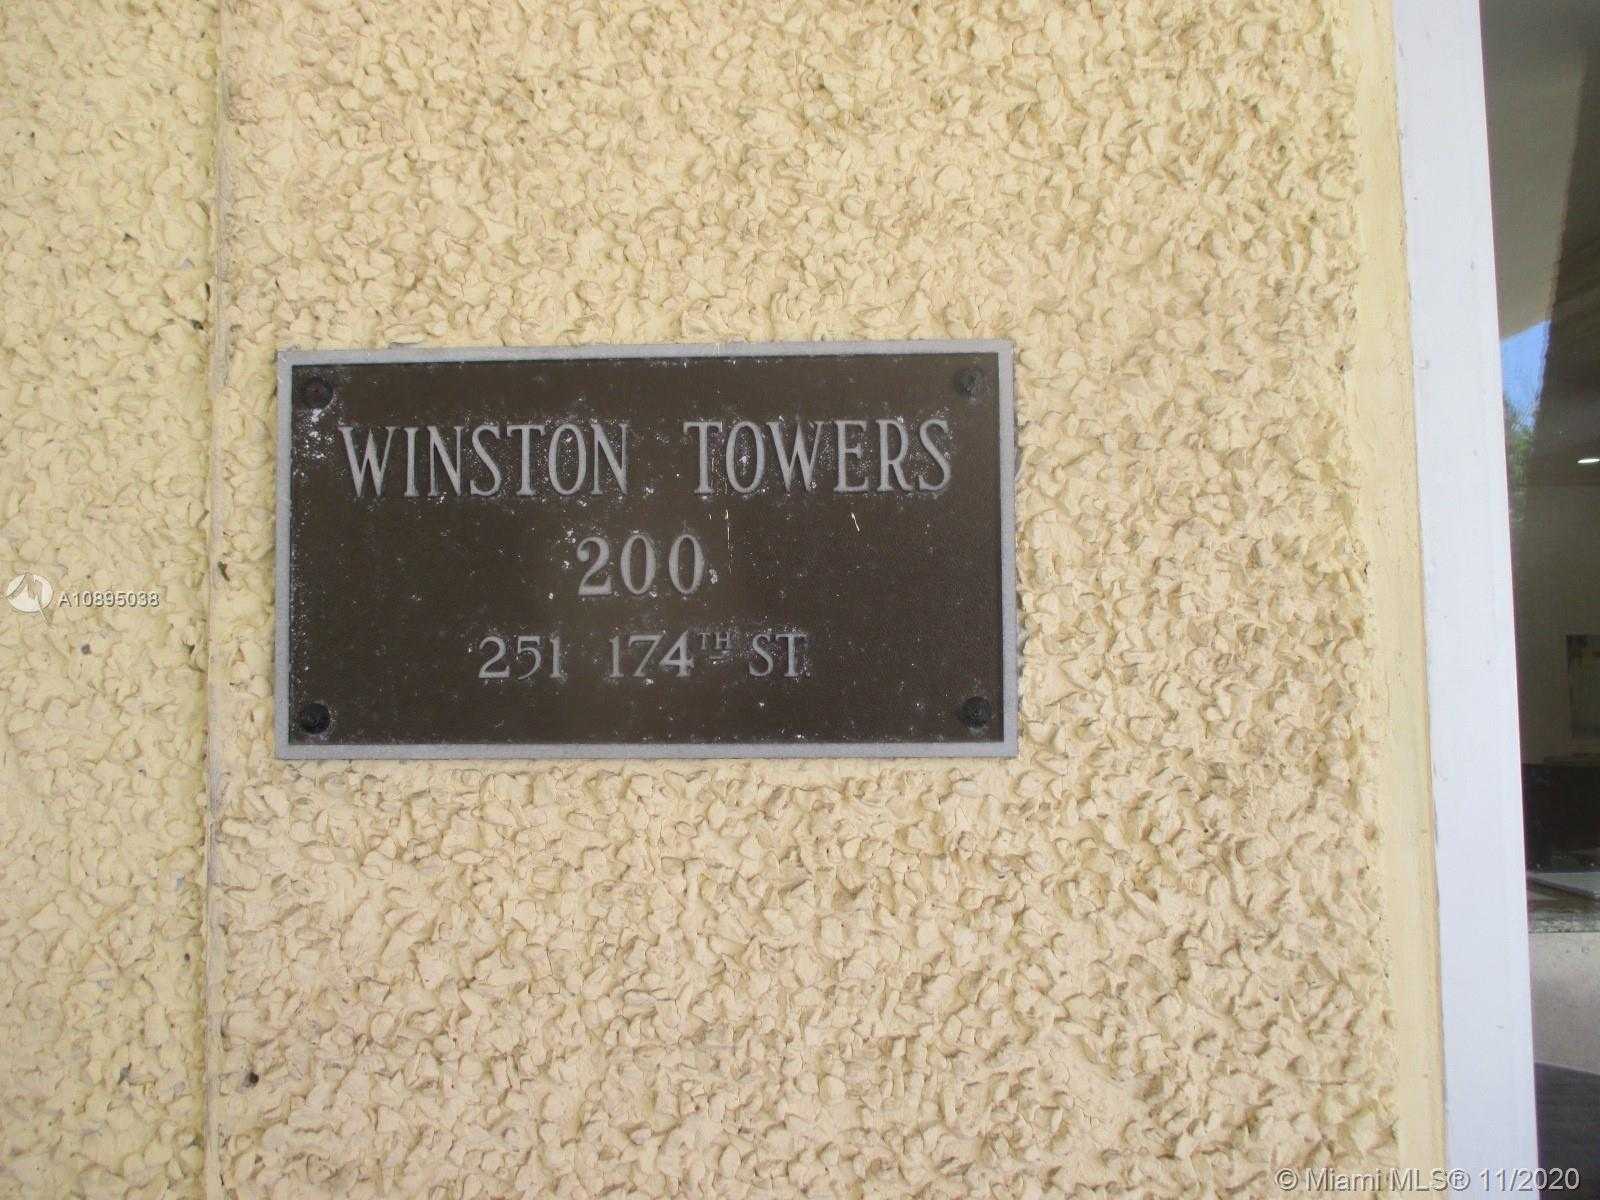 WINSTON TOWERS
200
251 174TH ST.
A10895038
© Miami MLS® 11/2020